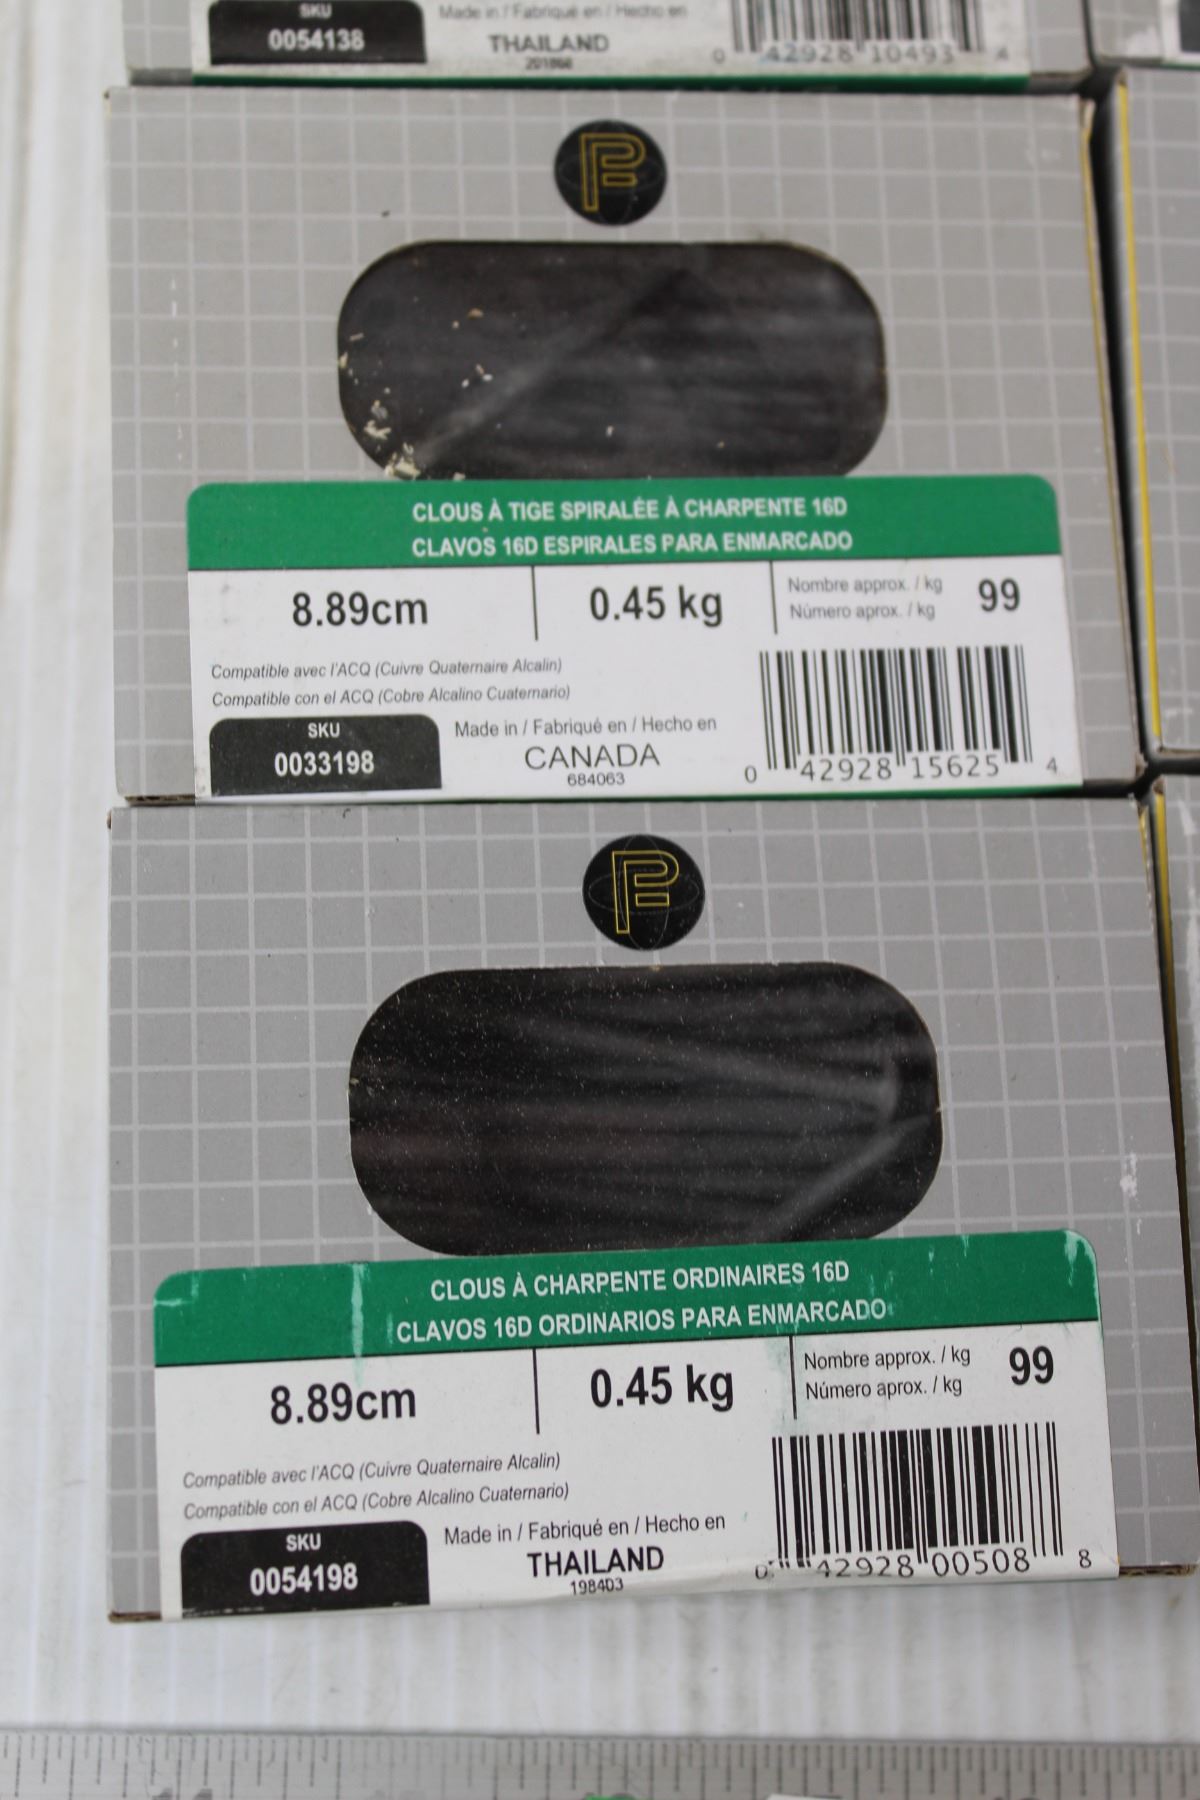 SKU
0054138
Made in / Fabriqué en / Hecho en
THAILAND
201868
0 42928 10493 4
CLOUS À TIGE SPIRALÉE À CHARPENTE 16D
CLAVOS 16D ESPIRALES PARA ENMARCADO
8.89cm
0.45 kg
Nombre approx. / kg
Número aprox. / kg
99
Compatible avec l'ACQ (Cuivre Quaternaire Alcalin)
Compatible con el ACQ (Cobre Alcalino Cuaternario)
SKU
0033198
Made in / Fabriqué en / Hecho en
CANADA
684063
0 42928 15625 4
CLOUS À CHARPENTE ORDINAIRES 16D
CLAVOS 16D ORDINARIOS PARA ENMARCADO
8.89cm
0.45 kg
Nombre approx. / kg
Número aprox. / kg
99
Compatible avec l'ACQ (Cuivre Quaternaire Alcalin)
Compatible con el ACQ (Cobre Alcalino Cuaternario)
SKU
0054198
Made in / Fabriqué en / Hecho en
THAILAND
198403
0 42928 00508 8